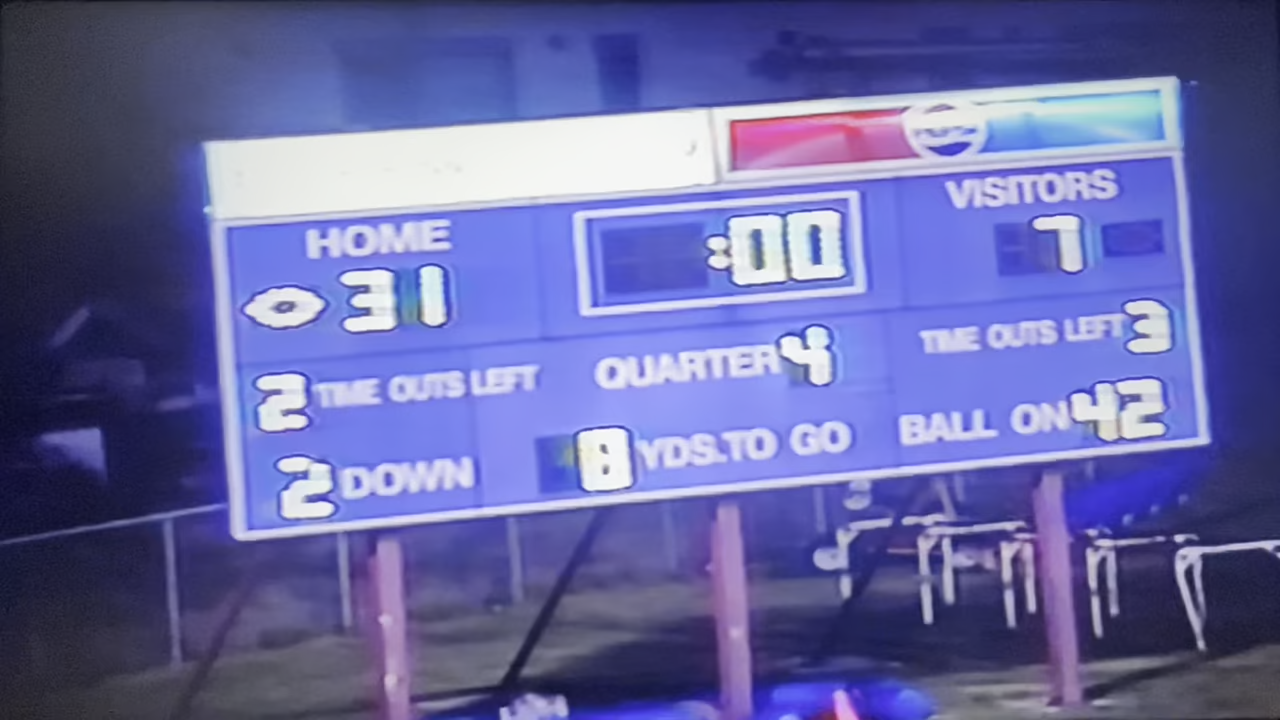 HOME
31
:00
VISITORS
7
2 TIME OUTS LEFT
QUARTER 4
TIME OUTS LEFT 3
2 DOWN
8 YDS.TO GO
BALL ON 42